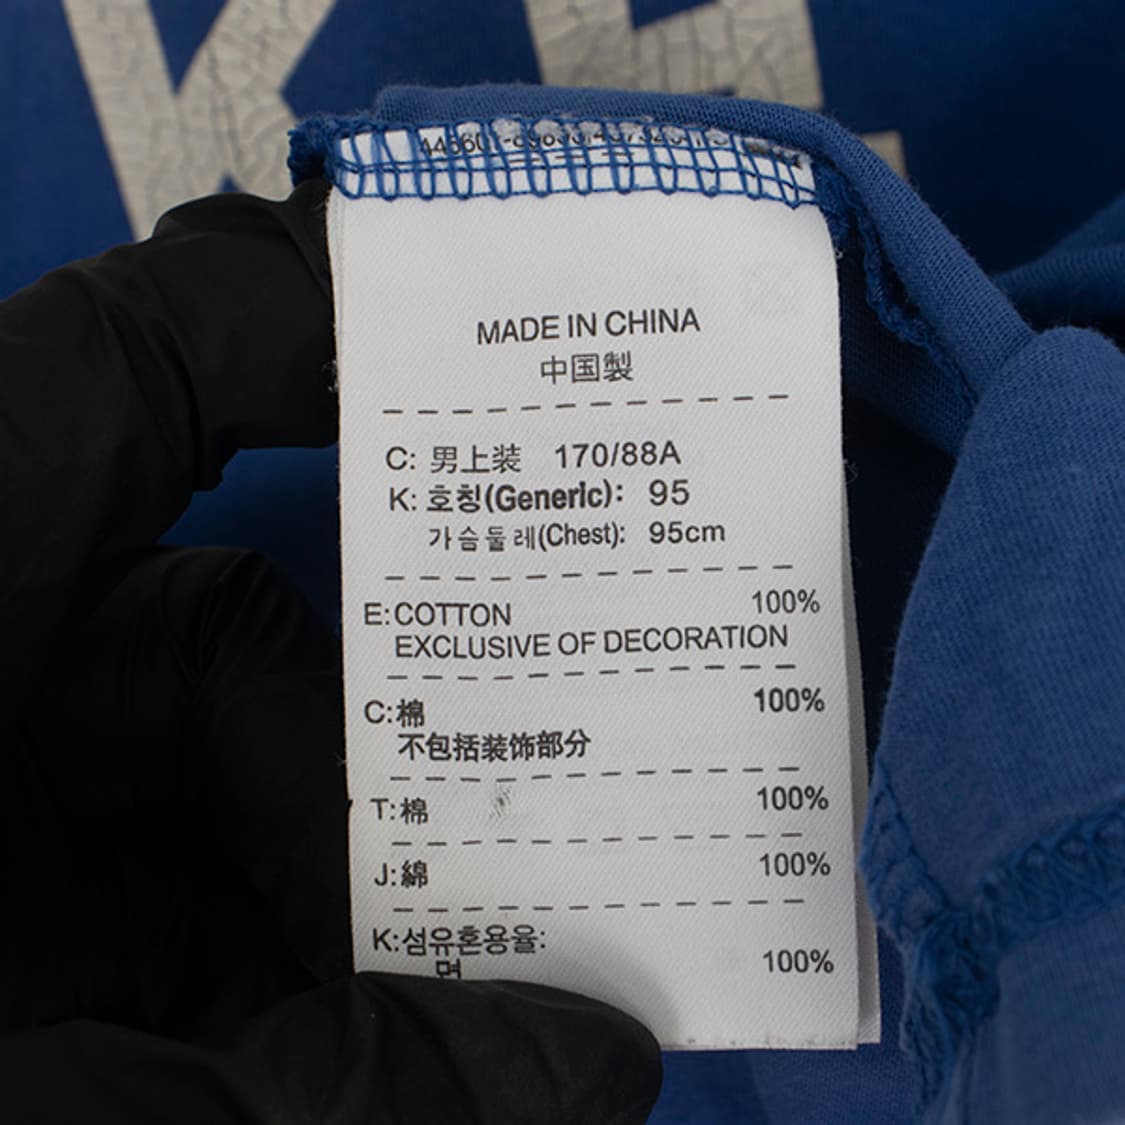 MADE IN CHINA
中国製
C: 男上装 170/88A
K: 호칭(Generic): 95
가슴둘레(Chest): 95cm
E: COTTON 100%
EXCLUSIVE OF DECORATION
C: 棉 100%
不包括装饰部分
T: 棉 100%
J: 綿 100%
K: 섬유혼용율:
면 100%